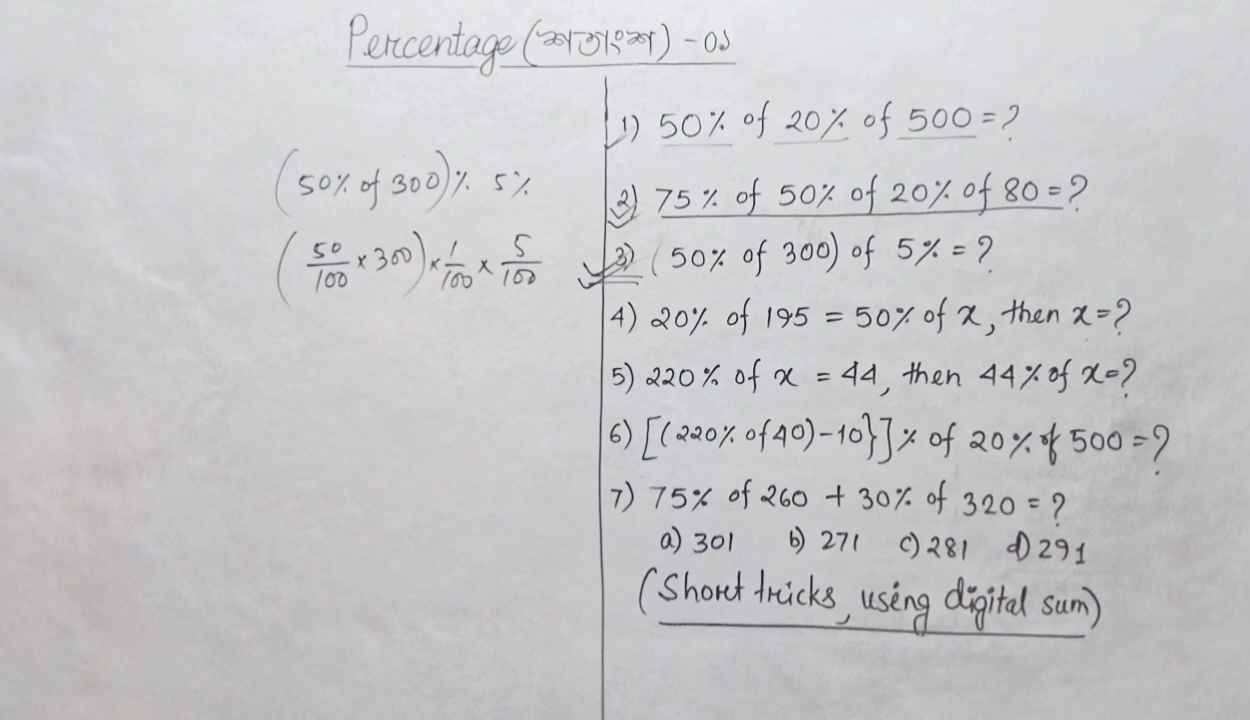 Percentage (শতাংশ) - ০১
(50% of 300)% 5%
(50/100 × 300) × 1/100 × 5/100
1) 50% of 20% of 500 = ?
2) 75% of 50% of 20% of 80 = ?
3) (50% of 300) of 5% = ?
4) 20% of 195 = 50% of x, then x = ?
5) 220% of x = 44, then 44% of x = ?
6) [(220% of 40) - 10}]% of 20% of 500 = ?
7) 75% of 260 + 30% of 320 = ?
a) 301 b) 271 c) 281 d) 291
(Short tricks, using digital sum)